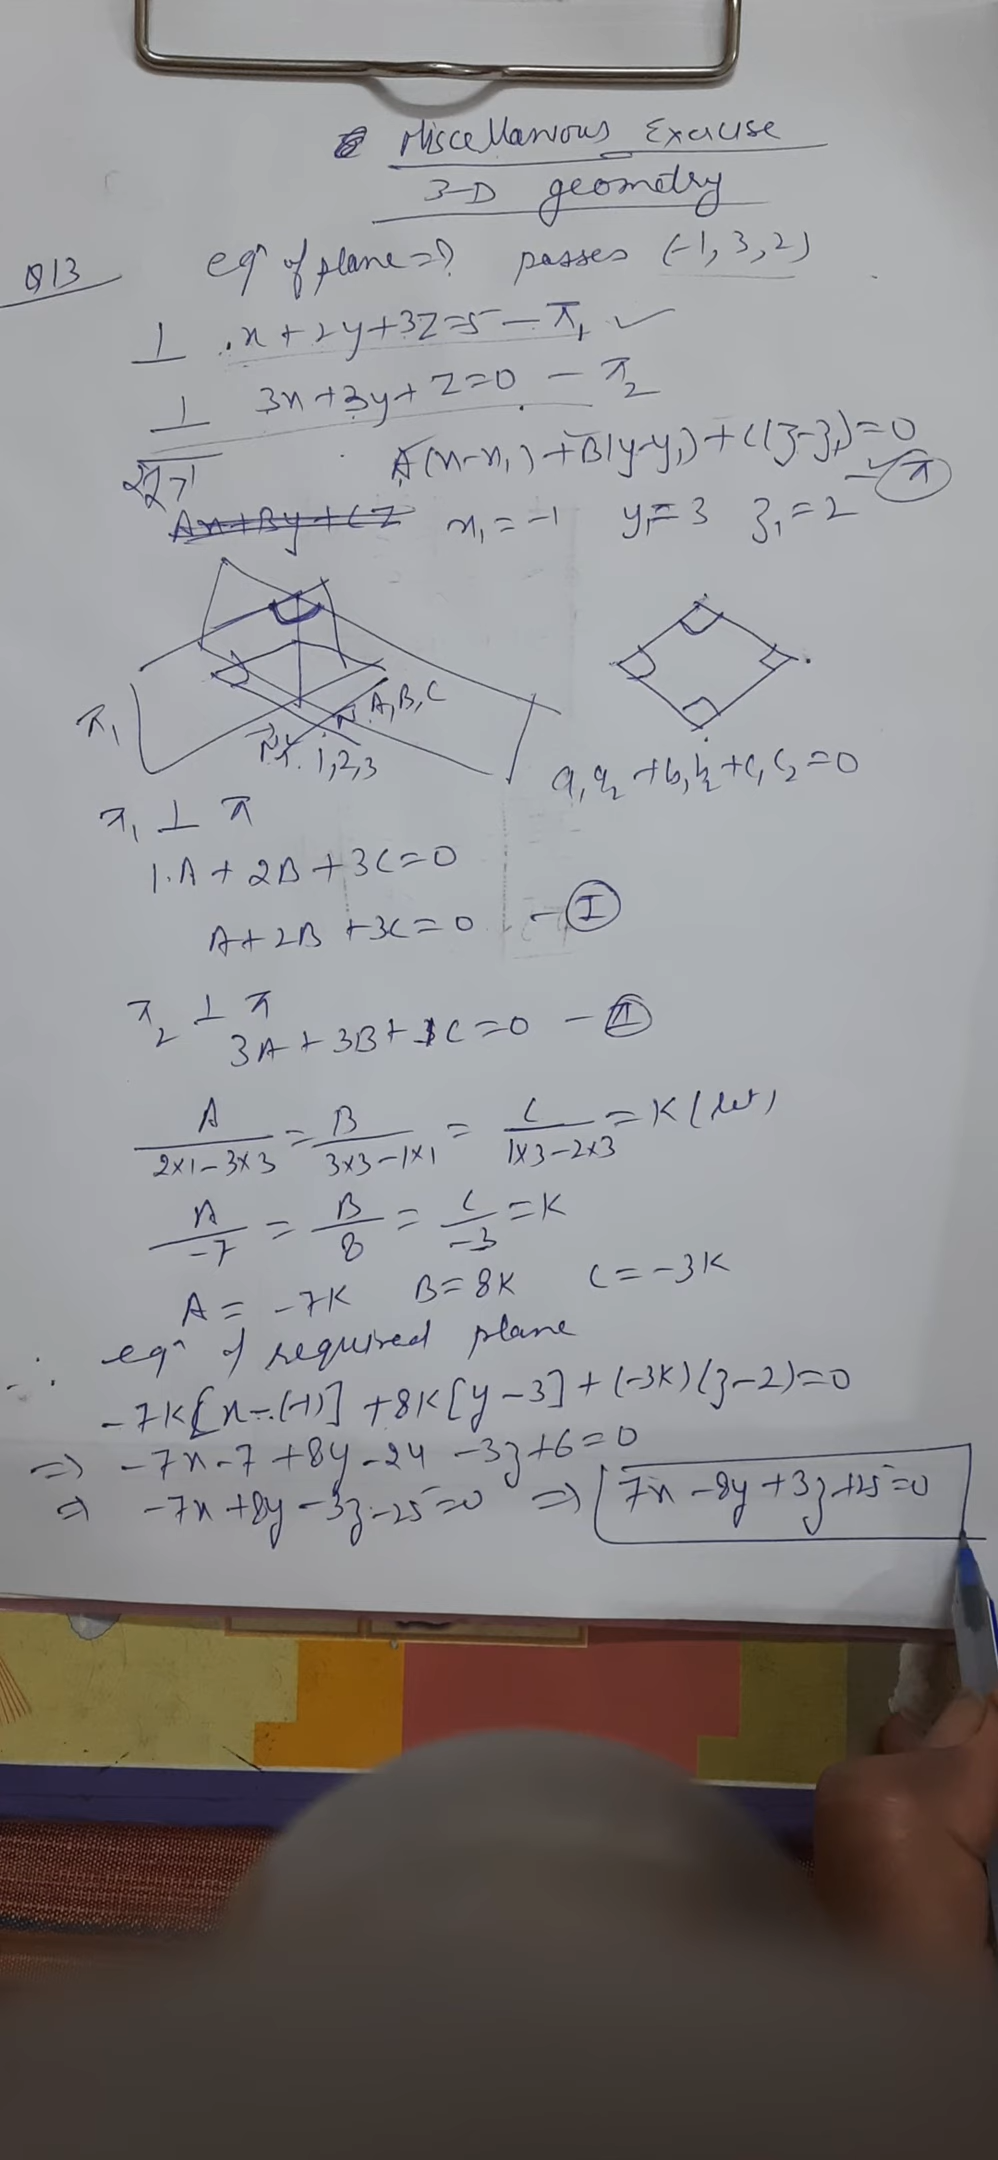 Miscellaneous Exercise
3-D geometry
Q13 eqⁿ of plane=? passes (-1, 3, 2)
⊥ x + 2y + 3z = 5 - π₁ ✓
⊥ 3x + 3y + z = 0 - π₂
A(x-x₁) + B(y-y₁) + C(z-z₁) = 0 - π
Ax + By + Cz x₁ = -1 y₁ = 3 z₁ = 2
π₁
N A, B, C
N₁ 1, 2, 3
a₁a₂ + b₁b₂ + c₁c₂ = 0
π₁ ⊥ π
1.A + 2B + 3C = 0
A + 2B + 3C = 0 - I
π₂ ⊥ π
3A + 3B + 1C = 0 - II
A/(2×1-3×3) = B/(3×3-1×1) = C/(1×3-2×3) = K (let)
A/-7 = B/8 = C/-3 = K
A = -7K B = 8K C = -3K
∴ eqⁿ of required plane
-7K[x-(-1)] + 8K[y-3] + (-3K)(z-2) = 0
⇒ -7x-7 + 8y-24 -3z+6 = 0
⇒ -7x + 8y - 3z - 25 = 0 ⇒ 7x - 8y + 3z + 25 = 0